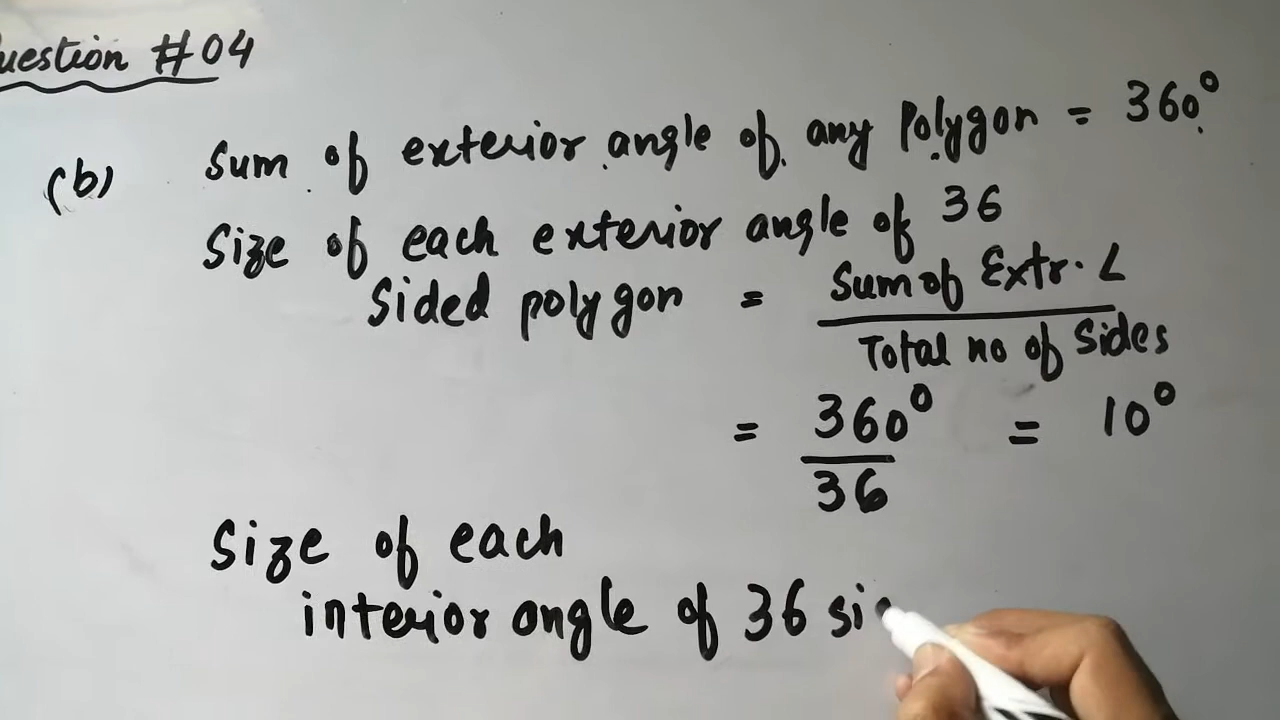 uestion #04
(b) Sum of exterior angle of any Polygon = 360°
Size of each exterior angle of 36
Sided polygon = Sum of Extr. ∠
Total no of Sides
= 360° = 10°
36
Size of each
interior angle of 36 si